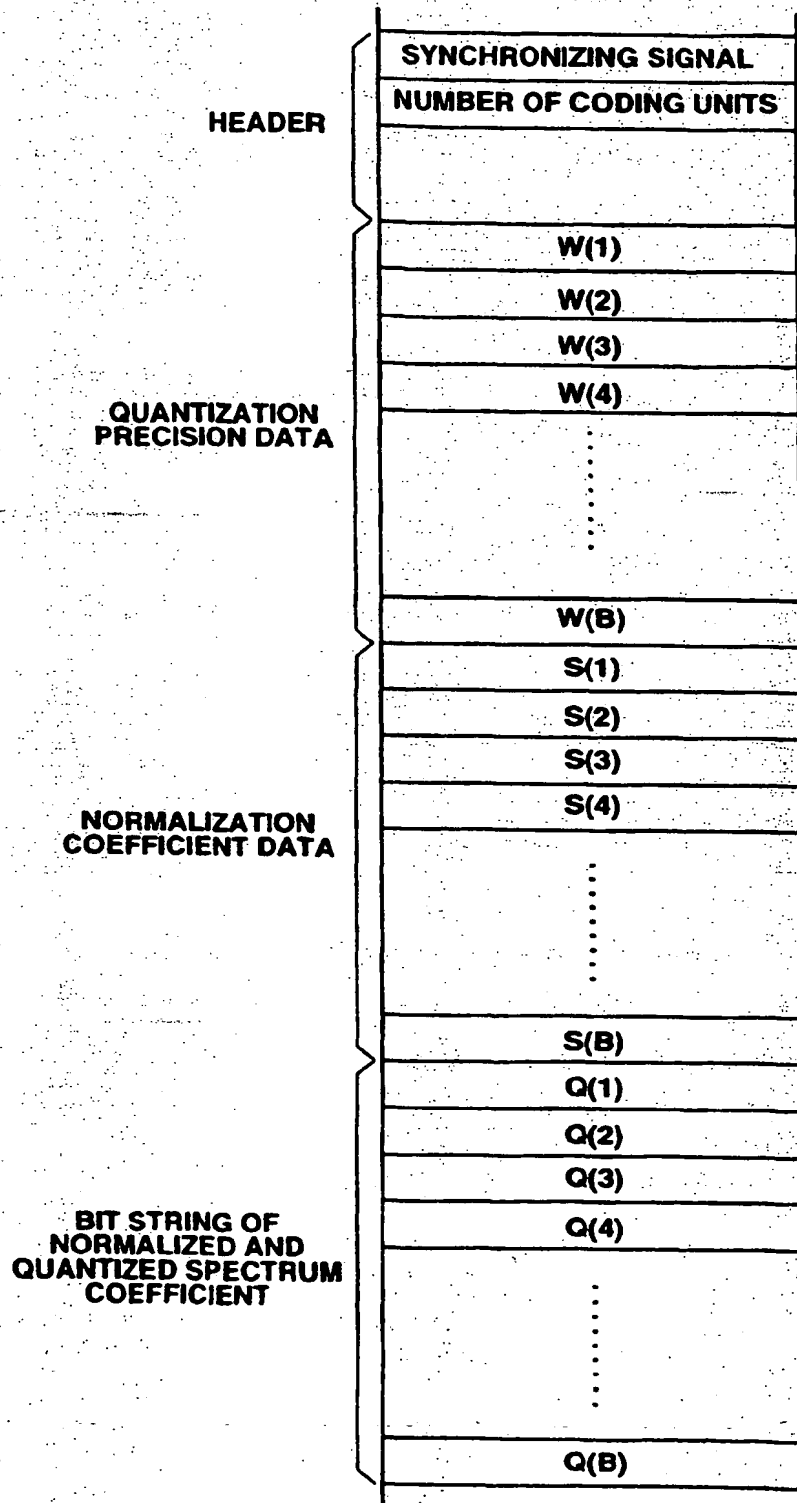 SYNCHRONIZING SIGNAL
NUMBER OF CODING UNITS
HEADER
W(1)
W(2)
W(3)
W(4)
QUANTIZATION
PRECISION DATA
W(B)
S(1)
S(2)
S(3)
S(4)
NORMALIZATION
COEFFICIENT DATA
S(B)
Q(1)
Q(2)
Q(3)
Q(4)
BIT STRING OF
NORMALIZED AND
QUANTIZED SPECTRUM
COEFFICIENT
Q(B)